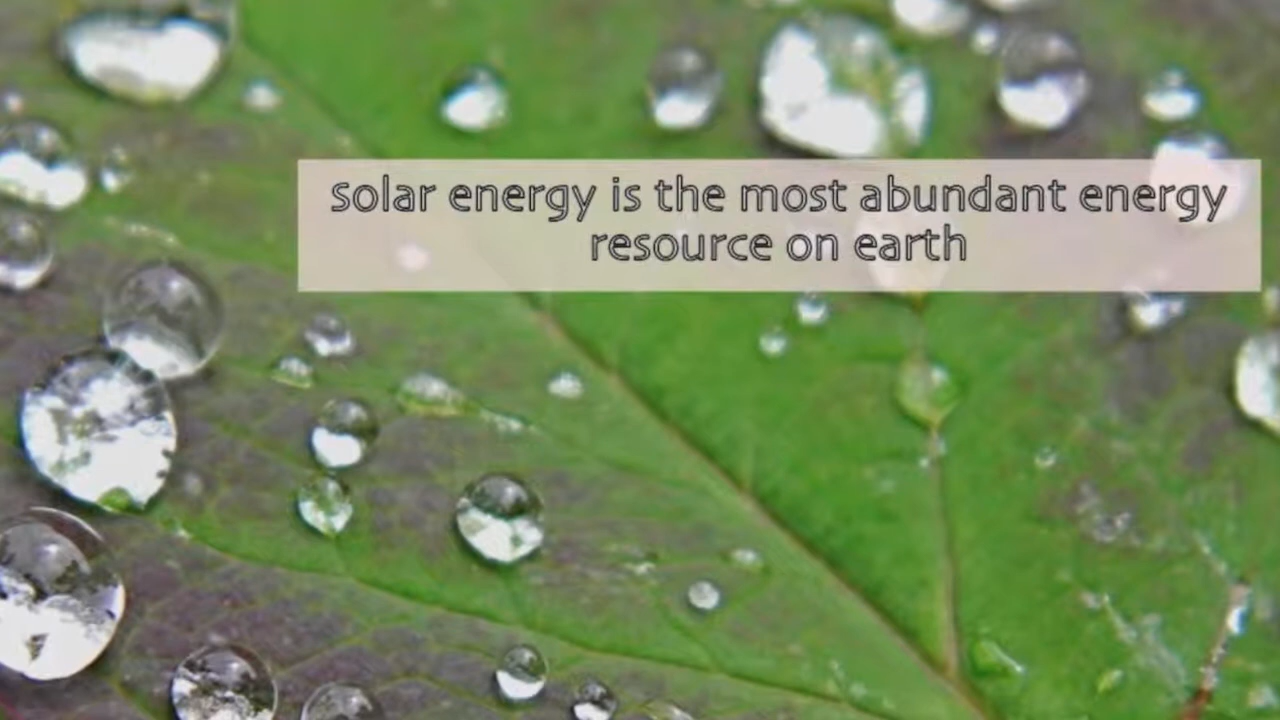 solar energy is the most abundant energy
resource on earth